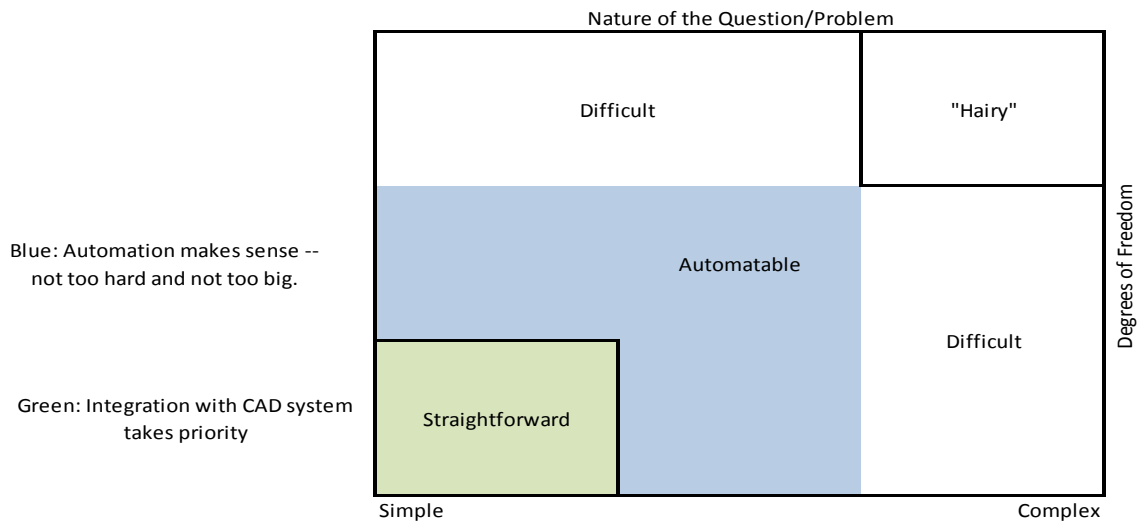 Nature of the Question/Problem
Difficult
"Hairy"
Blue: Automation makes sense --
not too hard and not too big.
Automatable
Degrees of Freedom
Difficult
Green: Integration with CAD system
takes priority
Straightforward
Simple
Complex